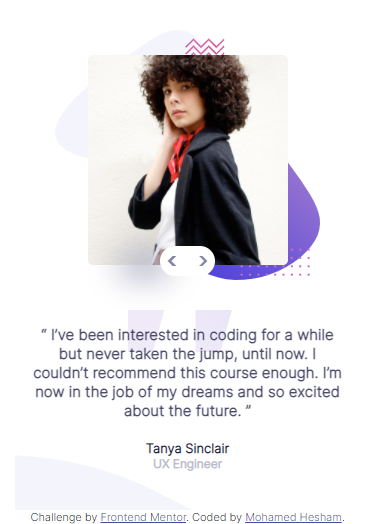 “ I’ve been interested in coding for a while
but never taken the jump, until now. I
couldn’t recommend this course enough. I’m
now in the job of my dreams and so excited
about the future. ”
Tanya Sinclair
UX Engineer
Challenge by Frontend Mentor. Coded by Mohamed Hesham.